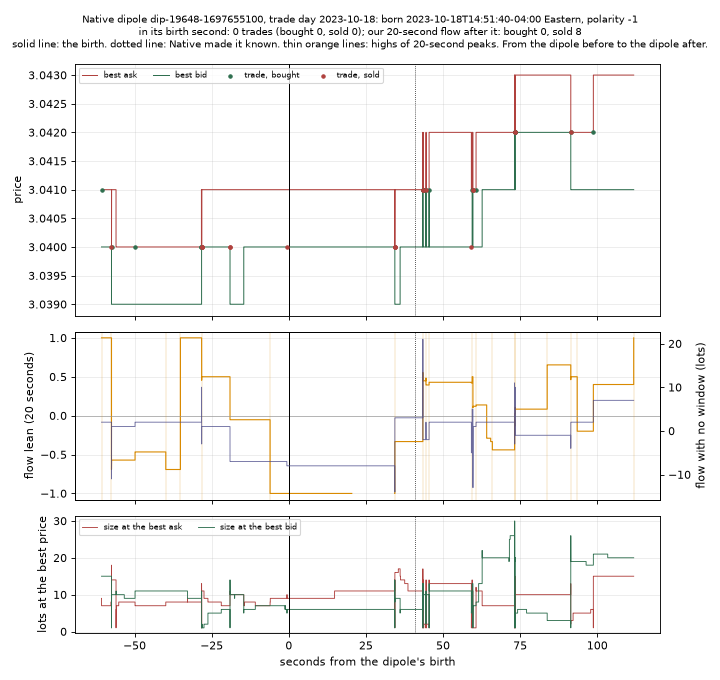 Native dipole dip-19648-1697655100, trade day 2023-10-18: born 2023-10-18T14:51:40-04:00 Eastern, polarity -1
in its birth second: 0 trades (bought 0, sold 0); our 20-second flow after it: bought 0, sold 8
solid line: the birth. dotted line: Native made it known. thin orange lines: highs of 20-second peaks. From the dipole before to the dipole after.
best ask best bid trade, bought trade, sold
3.0430
3.0425
3.0420
3.0415
3.0410
3.0405
3.0400
3.0395
3.0390
price
1.0
0.5
0.0
−0.5
−1.0
flow lean (20 seconds)
20
10
0
−10
flow with no window (lots)
size at the best ask size at the best bid
30
20
10
0
lots at the best price
−50 −25 0 25 50 75 100
seconds from the dipole's birth